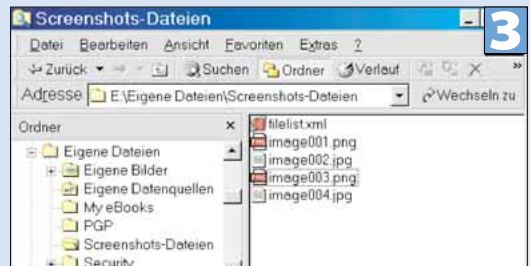 Screenshots-Dateien
3
Datei Bearbeiten Ansicht Favoriten Extras ?
Zurück Suchen Ordner Verlauf »
Adresse E:\Eigene Dateien\Screenshots-Dateien Wechseln zu
Ordner
Eigene Dateien
Eigene Bilder
Eigene Datenquellen
My eBooks
PGP
Screenshots-Dateien
Security
filelist.xml
image001.png
image002.jpg
image003.png
image004.jpg